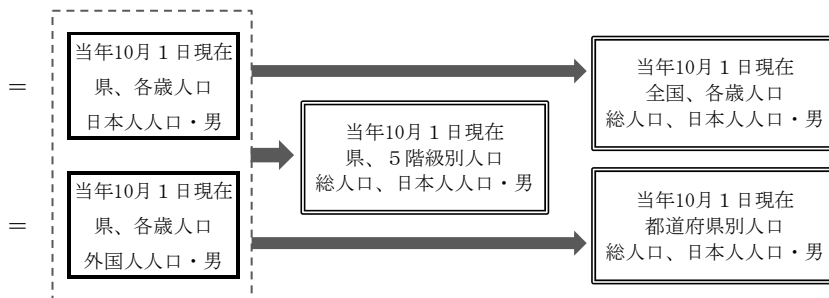 ＝
当年10月１日現在
県、各歳人口
日本人人口・男
当年10月１日現在
県、５階級別人口
総人口、日本人人口・男
当年10月１日現在
全国、各歳人口
総人口、日本人人口・男
＝
当年10月１日現在
県、各歳人口
外国人人口・男
当年10月１日現在
都道府県別人口
総人口、日本人人口・男